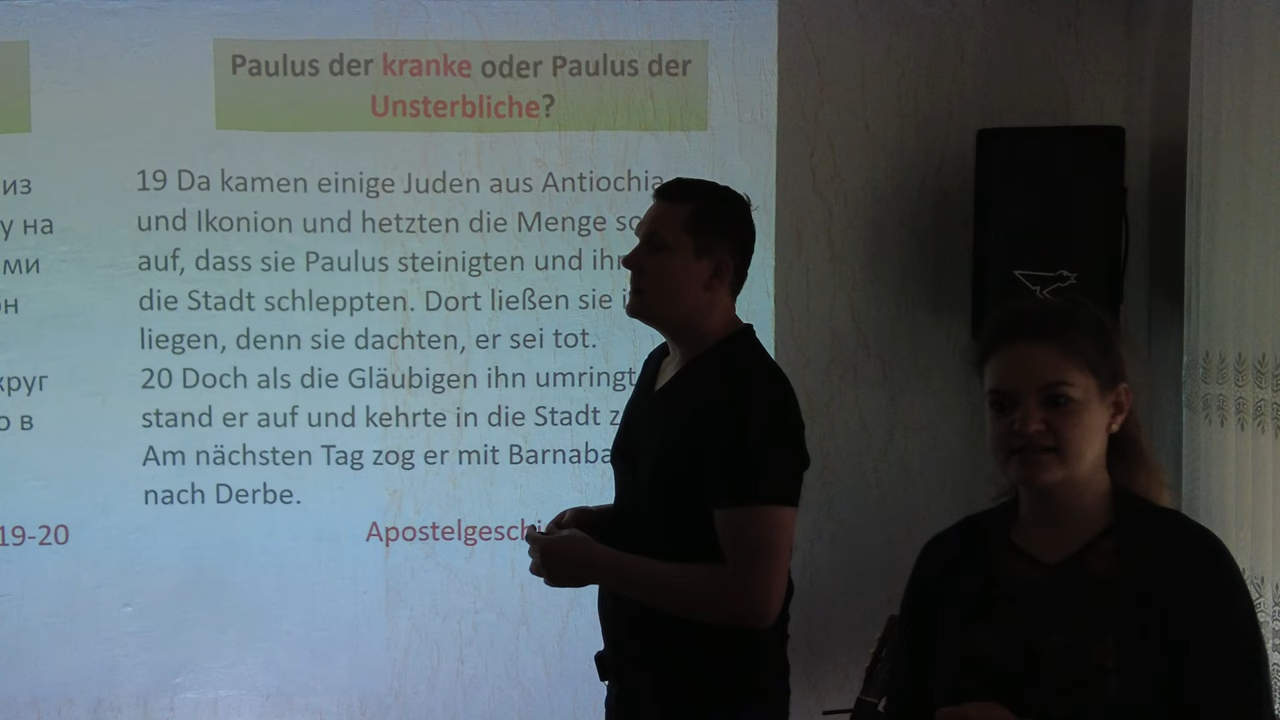 Paulus der kranke oder Paulus der
Unsterbliche?
из
у на
ми
он
круг
о в
19-20
19 Da kamen einige Juden aus Antiochia
und Ikonion und hetzten die Menge so
auf, dass sie Paulus steinigten und ihn
die Stadt schleppten. Dort ließen sie
liegen, denn sie dachten, er sei tot.
20 Doch als die Gläubigen ihn umringt
stand er auf und kehrte in die Stadt z
Am nächsten Tag zog er mit Barnaba
nach Derbe.
Apostelgeschi